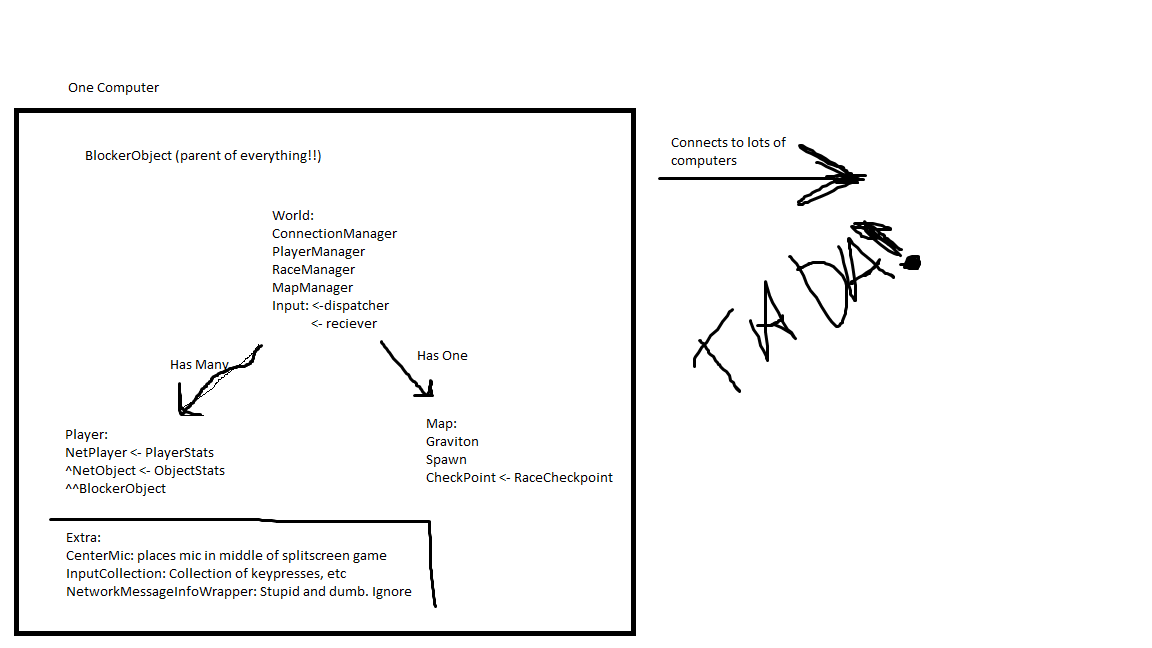 One Computer
BlockerObject (parent of everything!!)
Connects to lots of
computers
TADA!
World:
ConnectionManager
PlayerManager
RaceManager
MapManager
Input: <-dispatcher
<- reciever
Has Many
Has One
Player:
NetPlayer <- PlayerStats
^NetObject <- ObjectStats
^^BlockerObject
Map:
Graviton
Spawn
CheckPoint <- RaceCheckpoint
Extra:
CenterMic: places mic in middle of splitscreen game
InputCollection: Collection of keypresses, etc
NetworkMessageInfoWrapper: Stupid and dumb. Ignore